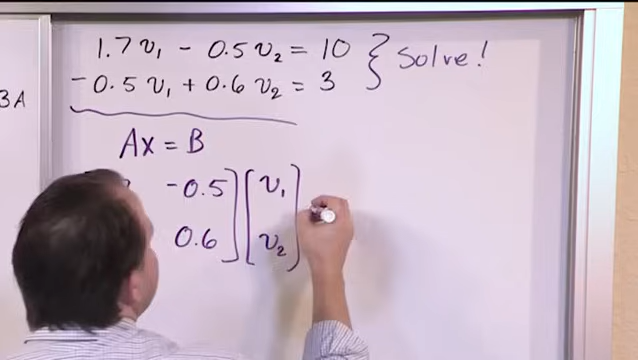 1.7 v₁ - 0.5 v₂ = 10 } Solve!
-0.5 v₁ + 0.6 v₂ = 3
3A
Ax = B
-0.5] [v₁
0.6] [v₂]